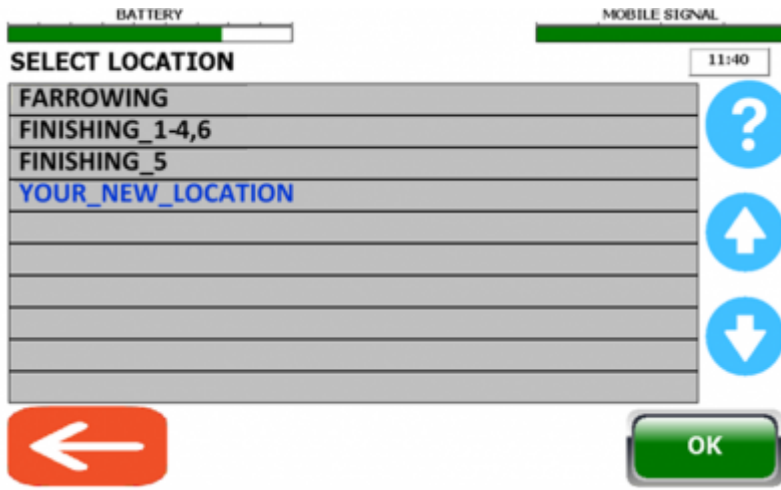 BATTERY MOBILE SIGNAL
SELECT LOCATION 11:40
FARROWING
FINISHING_1-4,6
FINISHING_5
YOUR_NEW_LOCATION
?
OK